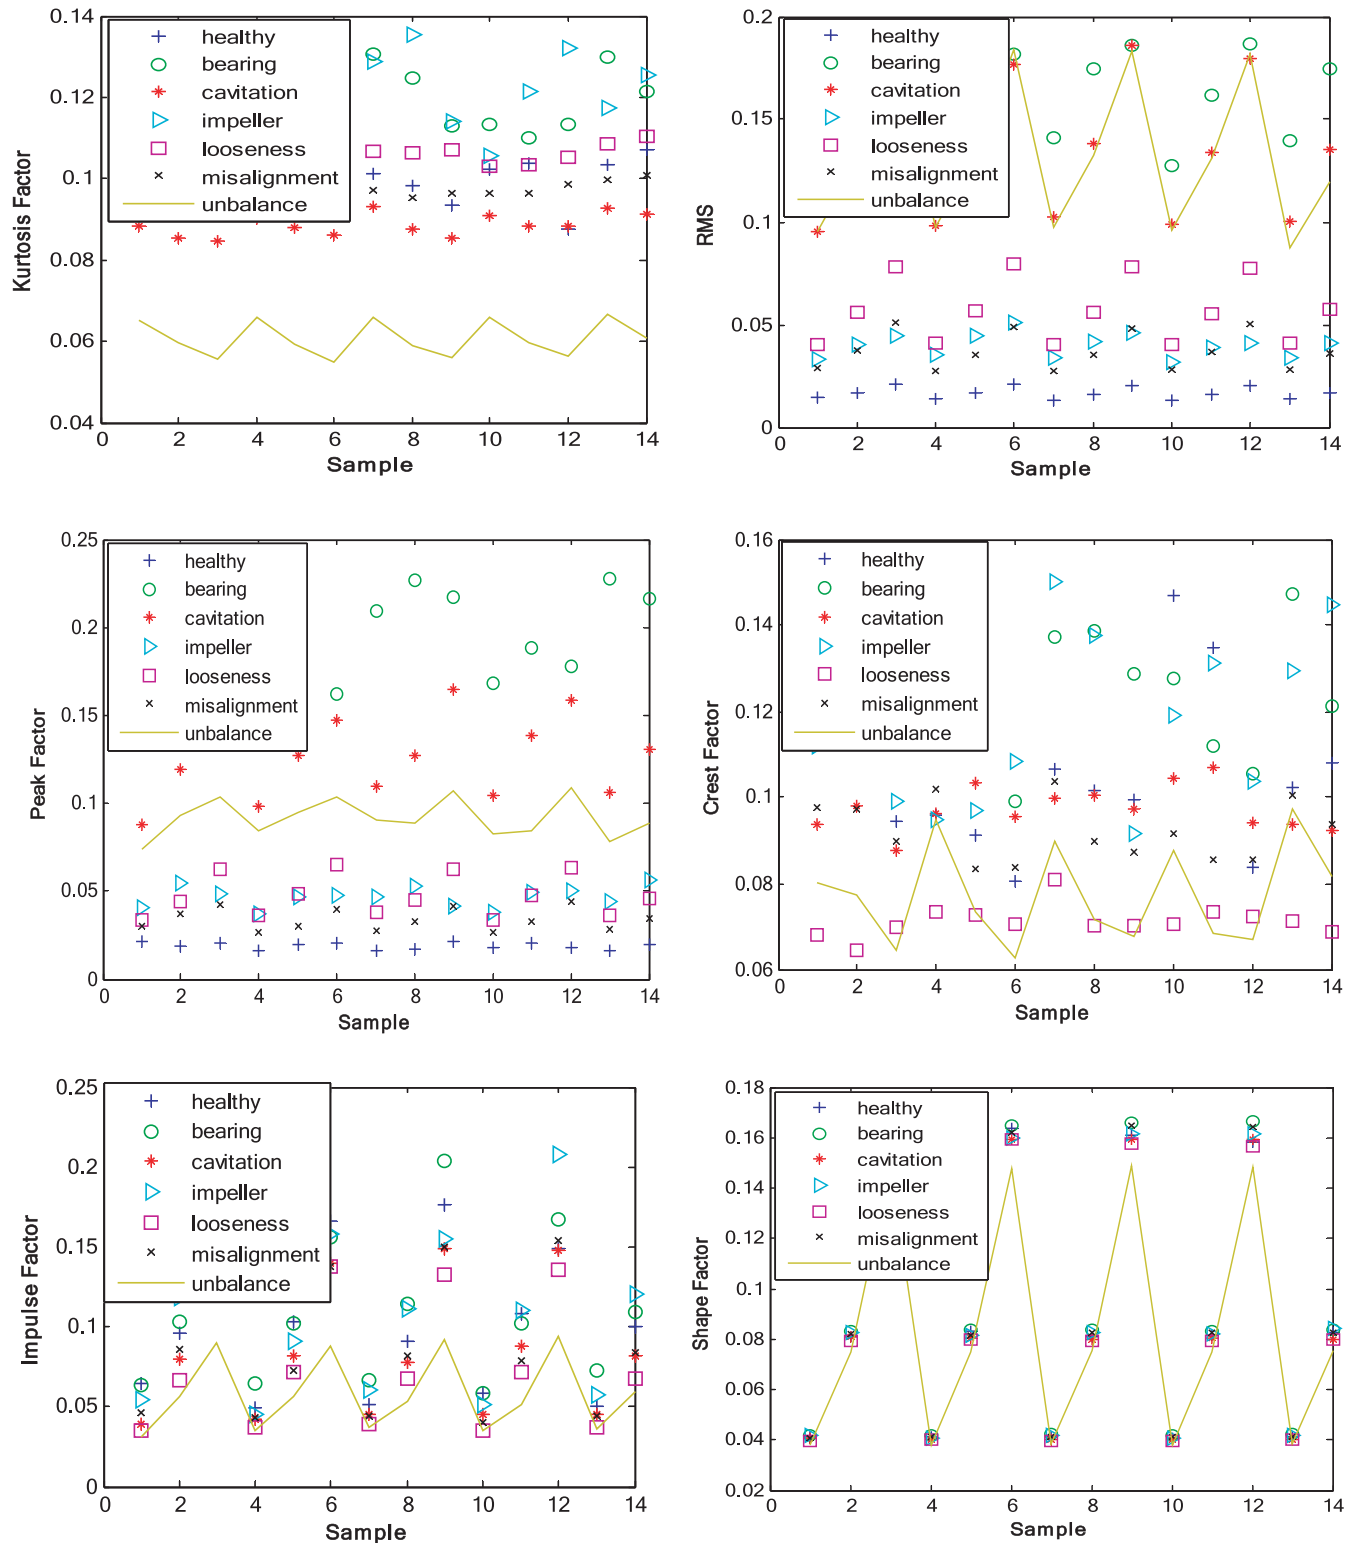 Kurtosis Factor
0.14
0.12
0.1
0.08
0.06
0.04
healthy
bearing
cavitation
impeller
looseness
misalignment
unbalance
0 2 4 6 8 10 12 14
Sample
RMS
0.2
0.15
0.1
0.05
0
healthy
bearing
cavitation
impeller
looseness
misalignment
unbalance
0 2 4 6 8 10 12 14
Sample
Peak Factor
0.25
0.2
0.15
0.1
0.05
0
healthy
bearing
cavitation
impeller
looseness
misalignment
unbalance
0 2 4 6 8 10 12 14
Sample
Crest Factor
0.16
0.14
0.12
0.1
0.08
0.06
healthy
bearing
cavitation
impeller
looseness
misalignment
unbalance
0 2 4 6 8 10 12 14
Sample
Impulse Factor
0.25
0.2
0.15
0.1
0.05
0
healthy
bearing
cavitation
impeller
looseness
misalignment
unbalance
0 2 4 6 8 10 12 14
Sample
Shape Factor
0.18
0.16
0.14
0.12
0.1
0.08
0.06
0.04
0.02
healthy
bearing
cavitation
impeller
looseness
misalignment
unbalance
0 2 4 6 8 10 12 14
Sample